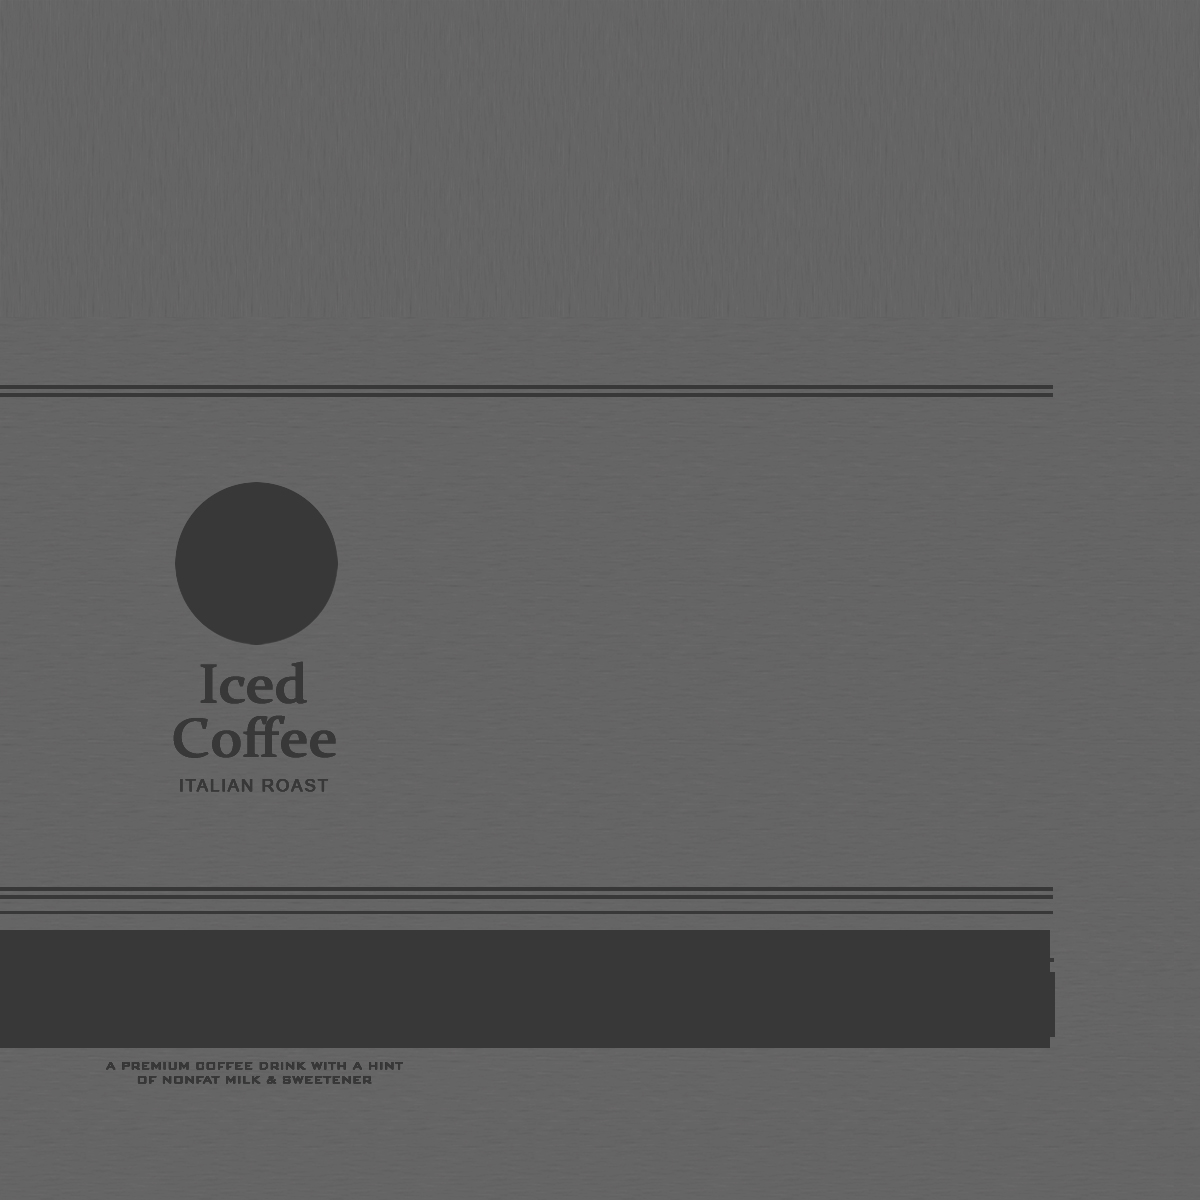 Iced
Coffee
ITALIAN ROAST
A PREMIUM COFFEE DRINK WITH A HINT
OF NONFAT MILK & SWEETENER